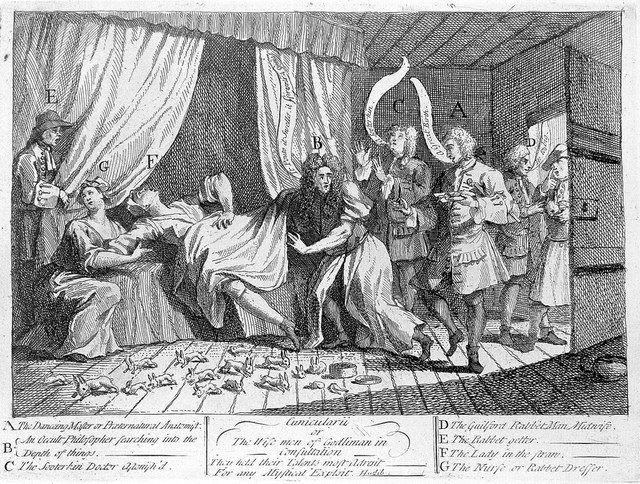 E
G
F
B
C
A
D
A Sooterkin
A Great Birth
A The Dancing Master or Præternatural Anatomist.
B An Occult Philosopher searching into the
Depth of things.
C The Sooterkin Doctor Astonish'd.
Cunicularii
or
The Wise men of Godliman in
Consultation
They held their Talents most Adroit
For any Mystical Exploit. Hudib.
D The Guilford Rabbet Man Midwife.
E The Rabbet getter.
F The Lady in the straw.
G The Nurse or Rabbet Dresser.